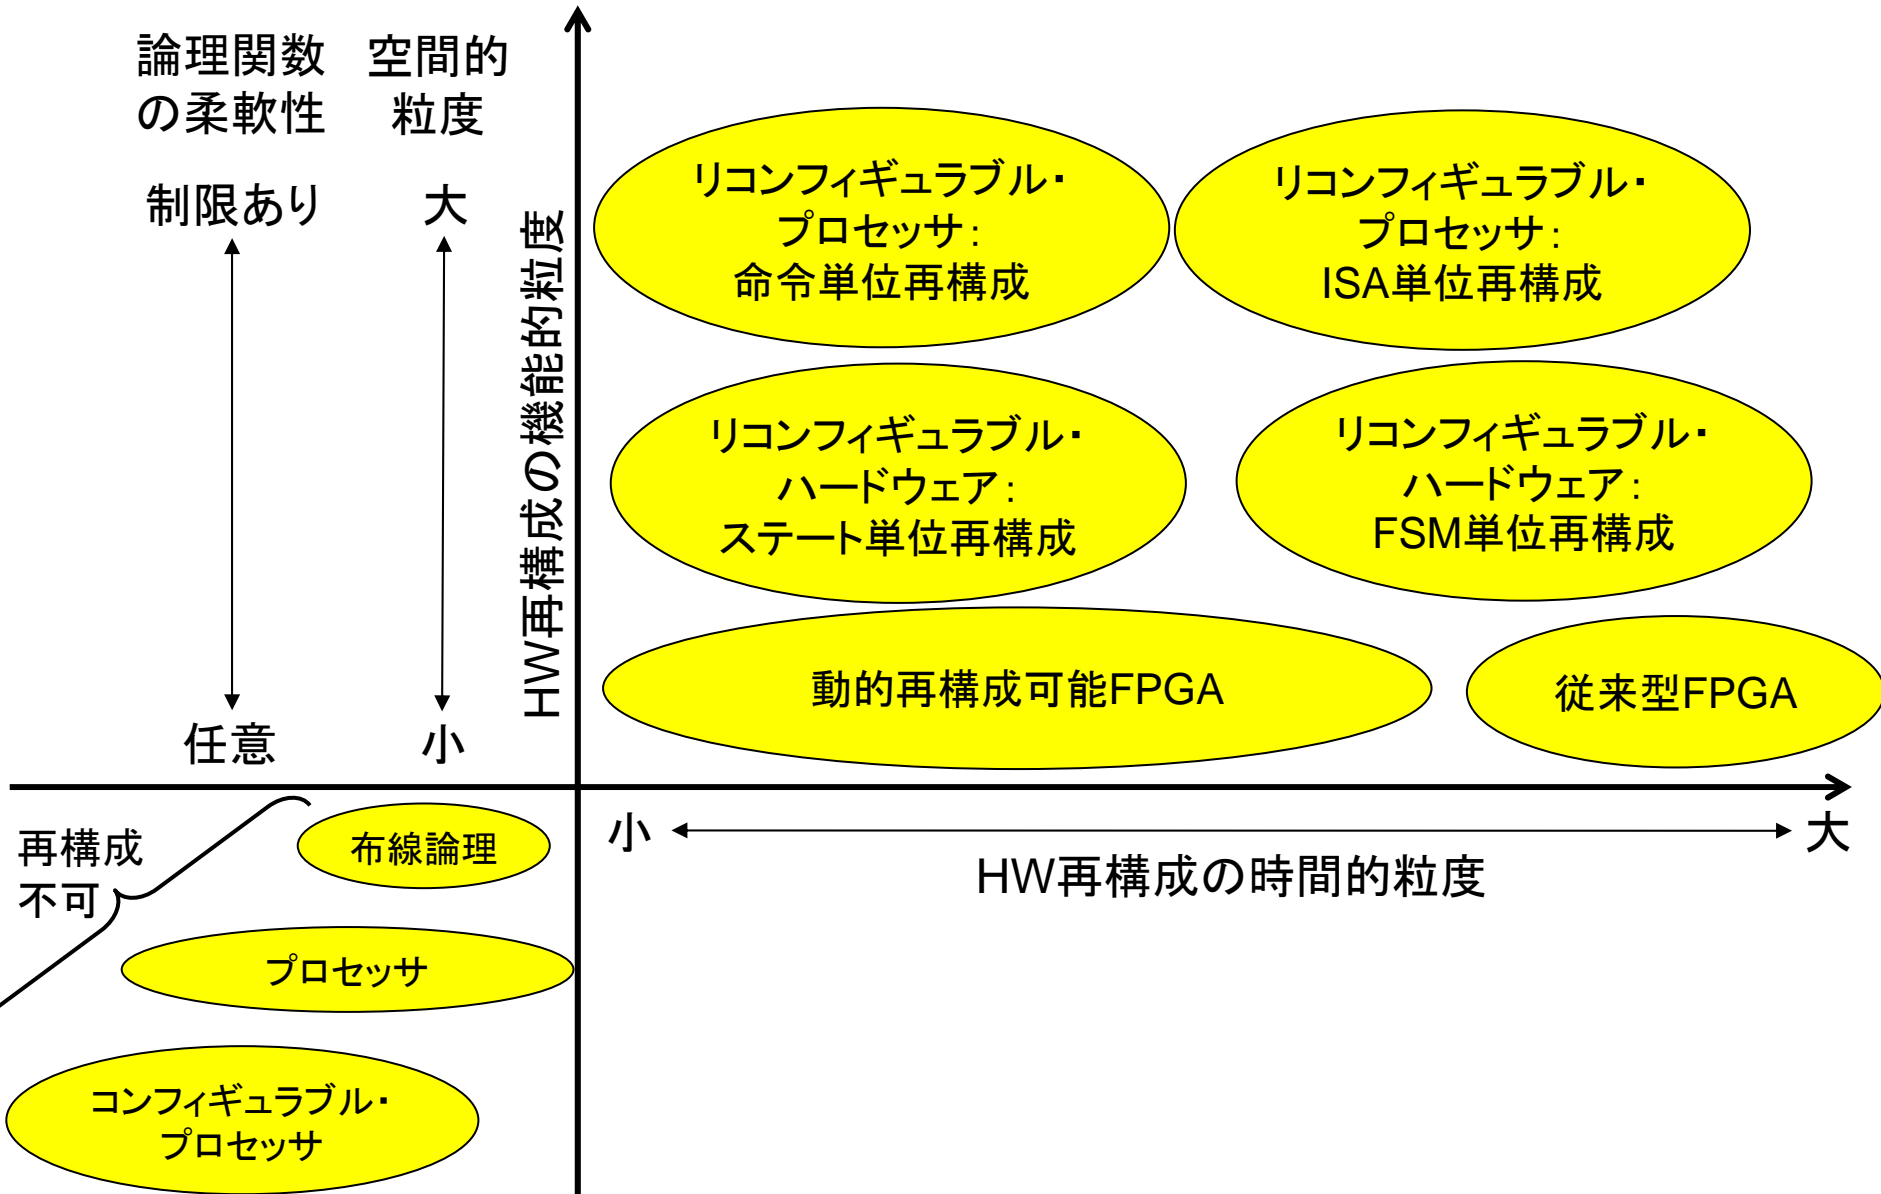 論理関数
の柔軟性
空間的
粒度
制限あり
大
任意
小
HW再構成の機能的粒度
リコンフィギュラブル・
プロセッサ：
命令単位再構成
リコンフィギュラブル・
プロセッサ：
ISA単位再構成
リコンフィギュラブル・
ハードウェア：
ステート単位再構成
リコンフィギュラブル・
ハードウェア：
FSM単位再構成
動的再構成可能FPGA
従来型FPGA
小
大
HW再構成の時間的粒度
再構成
不可
布線論理
プロセッサ
コンフィギュラブル・
プロセッサ